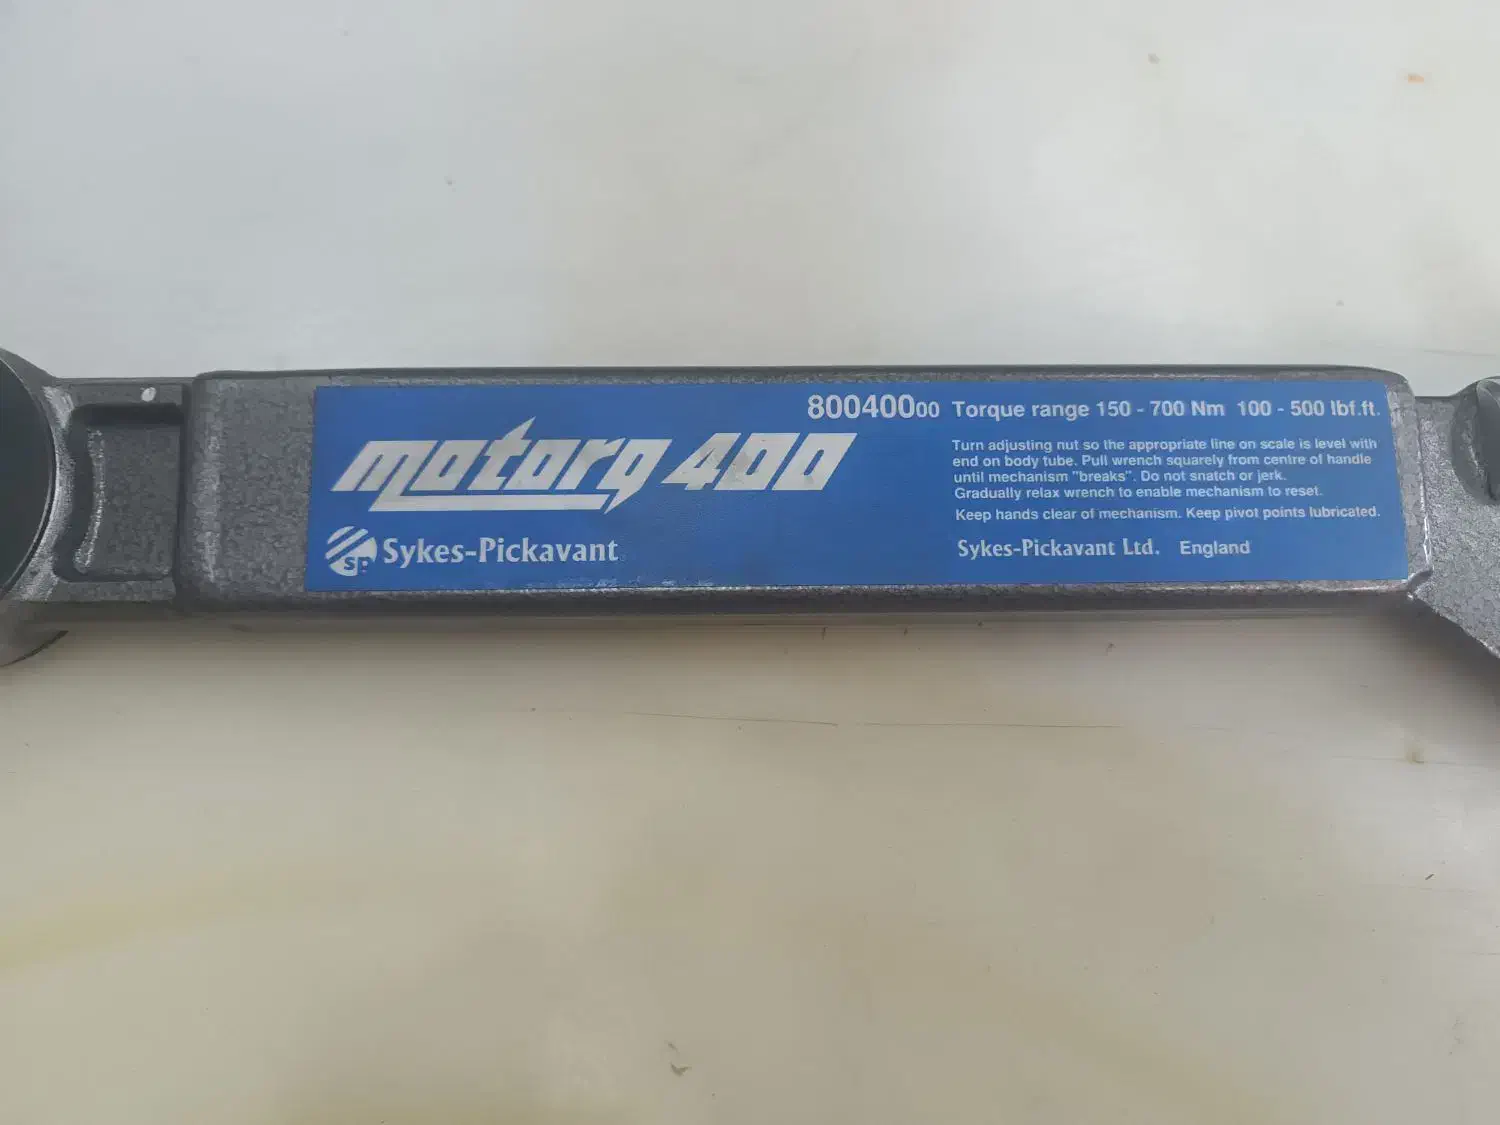 80040000 Torque range 150 - 700 Nm 100 - 500 lbf.ft.
motorq 400
Turn adjusting nut so the appropriate line on scale is level with
end on body tube. Pull wrench squarely from centre of handle
until mechanism "breaks". Do not snatch or jerk.
Gradually relax wrench to enable mechanism to reset.
Keep hands clear of mechanism. Keep pivot points lubricated.
SP Sykes-Pickavant
Sykes-Pickavant Ltd. England